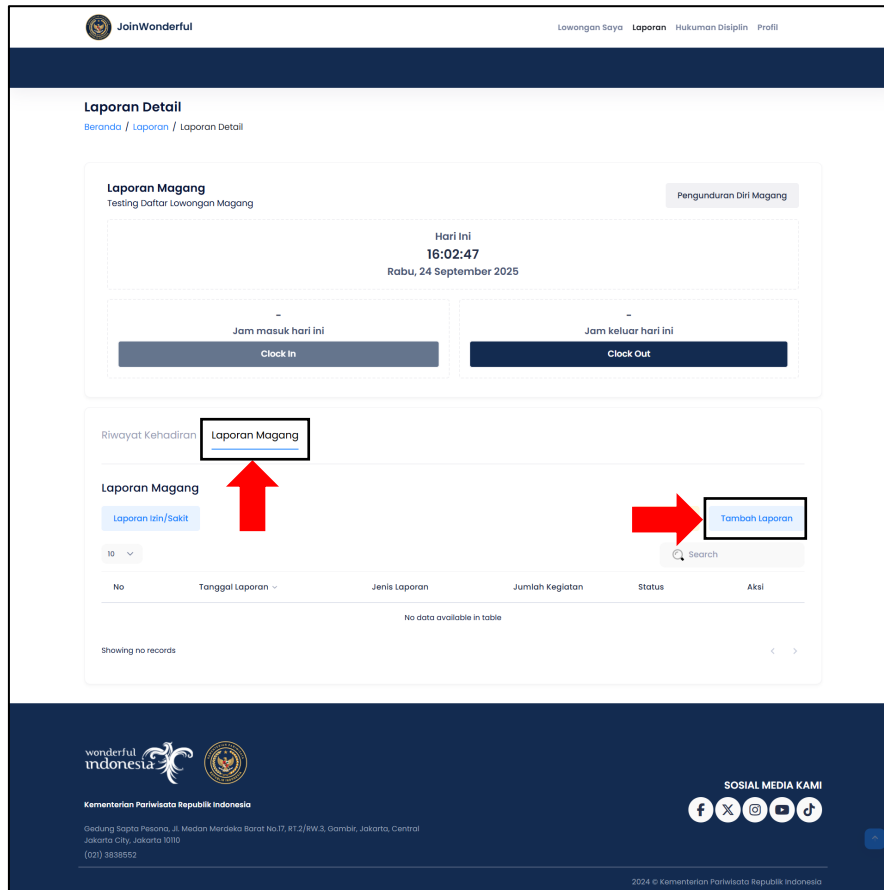 JoinWonderful
Lowongan Saya Laporan Hukuman Disiplin Profil
Laporan Detail
Beranda / Laporan / Laporan Detail
Laporan Magang
Testing Daftar Lowongan Magang
Pengunduran Diri Magang
Hari Ini
16:02:47
Rabu, 24 September 2025
-
Jam masuk hari ini
Clock In
-
Jam keluar hari ini
Clock Out
Riwayat Kehadiran Laporan Magang
Laporan Magang
Laporan Izin/Sakit
Tambah Laporan
10
Search
No Tanggal Laporan Jenis Laporan Jumlah Kegiatan Status Aksi
No data available in table
Showing no records
< >
wonderful
indonesia
Kementerian Pariwisata Republik Indonesia
Gedung Sapta Pesona, Jl. Medan Merdeka Barat No.17, RT.2/RW.3, Gambir, Jakarta, Central
Jakarta City, Jakarta 10110
(021) 3838552
SOSIAL MEDIA KAMI
2024 © Kementerian Pariwisata Republik Indonesia